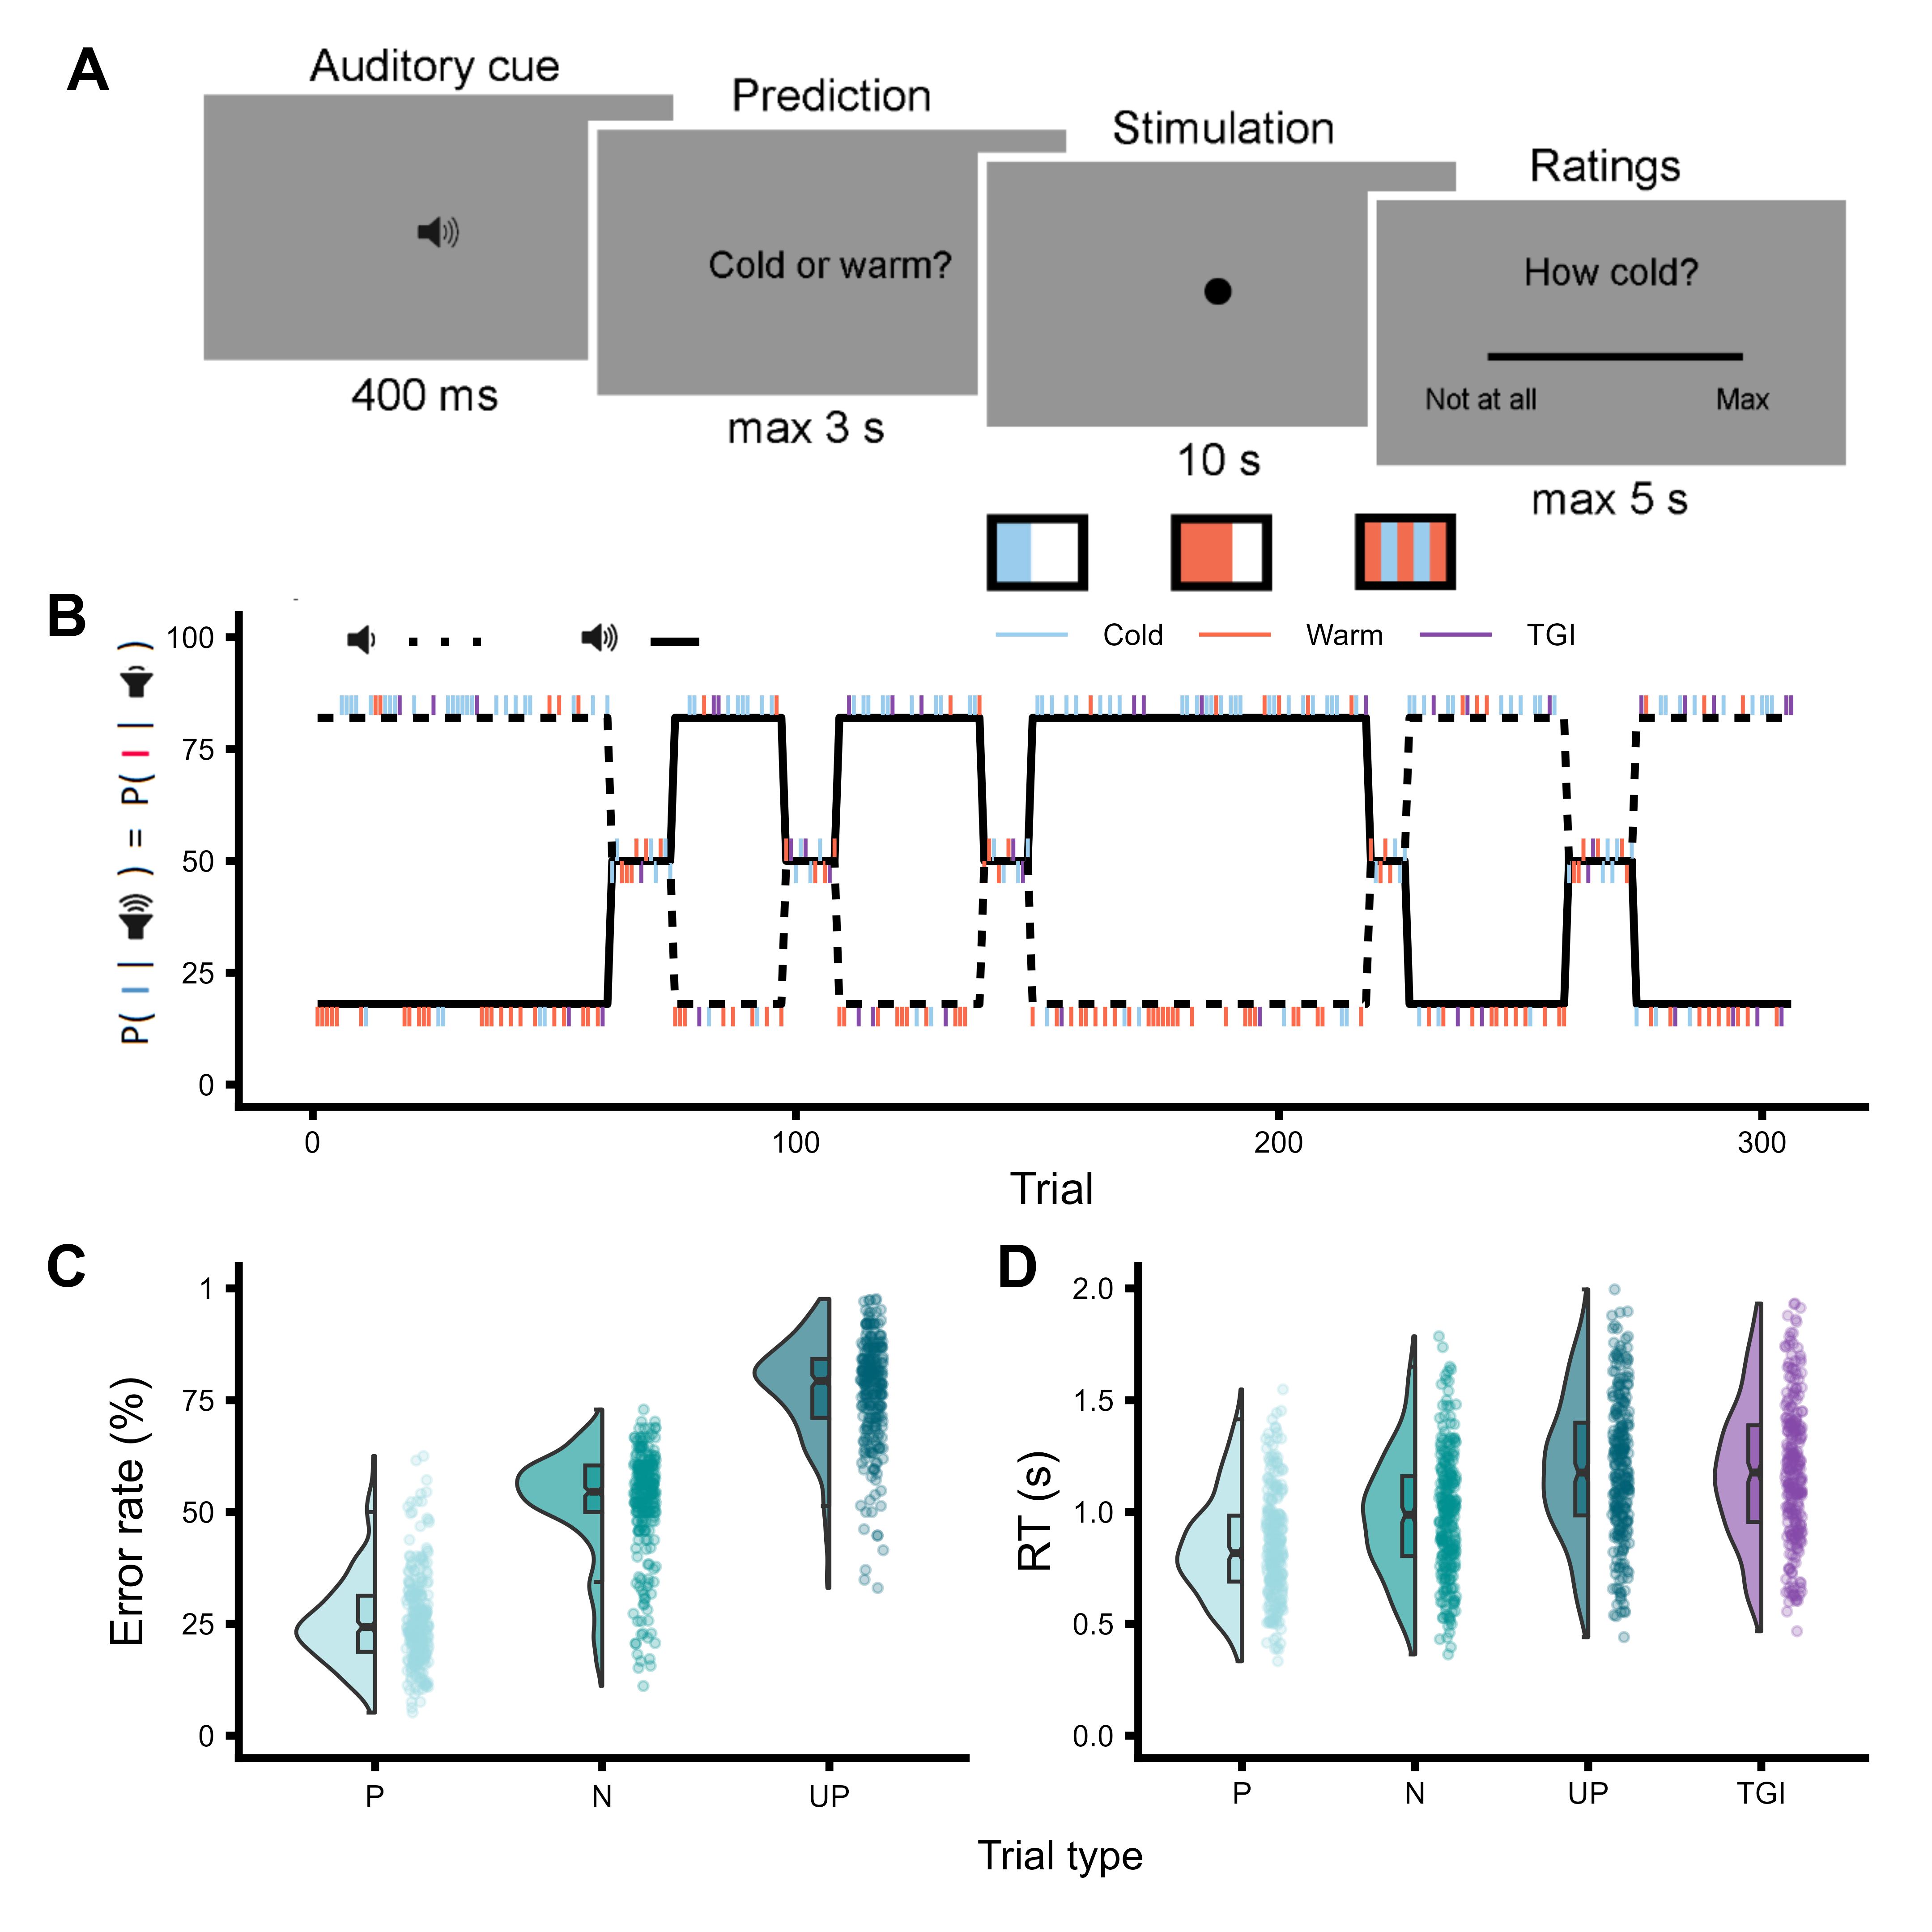 A
Auditory cue
Prediction
Stimulation
Ratings
Cold or warm?
How cold?
Not at all
Max
400 ms
max 3 s
10 s
max 5 s
B
Cold
Warm
TGI
P( | | ) = P( | | )
100
75
50
25
0
0
100
200
300
Trial
C
Error rate (%)
1
75
50
25
0
P
N
UP
D
RT (s)
2.0
1.5
1.0
0.5
0.0
P
N
UP
TGI
Trial type